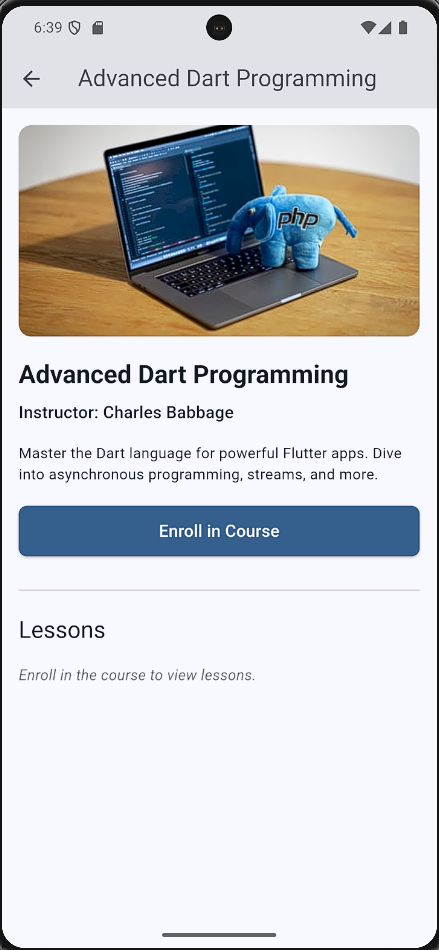 6:39
Advanced Dart Programming
php
Advanced Dart Programming
Instructor: Charles Babbage
Master the Dart language for powerful Flutter apps. Dive
into asynchronous programming, streams, and more.
Enroll in Course
Lessons
Enroll in the course to view lessons.